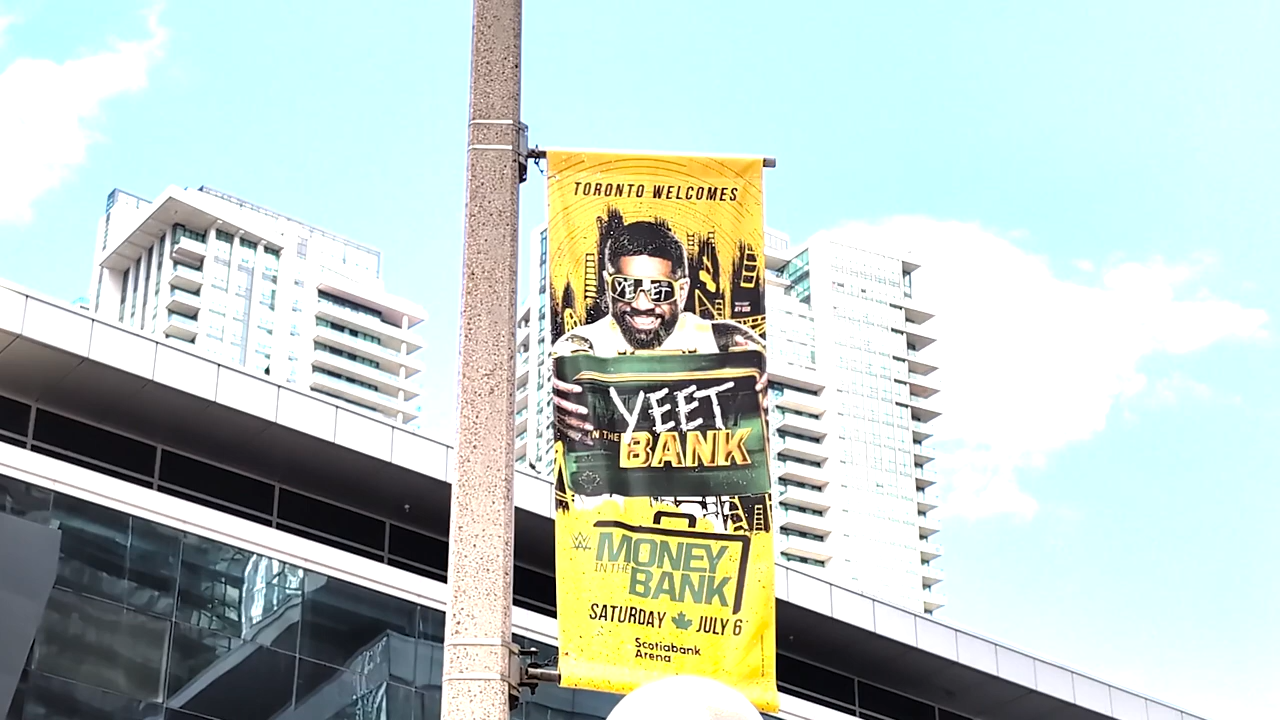 TORONTO WELCOMES
YEET
YEET
IN THE BANK
W
MONEY
IN THE BANK
SATURDAY JULY 6
Scotiabank
Arena